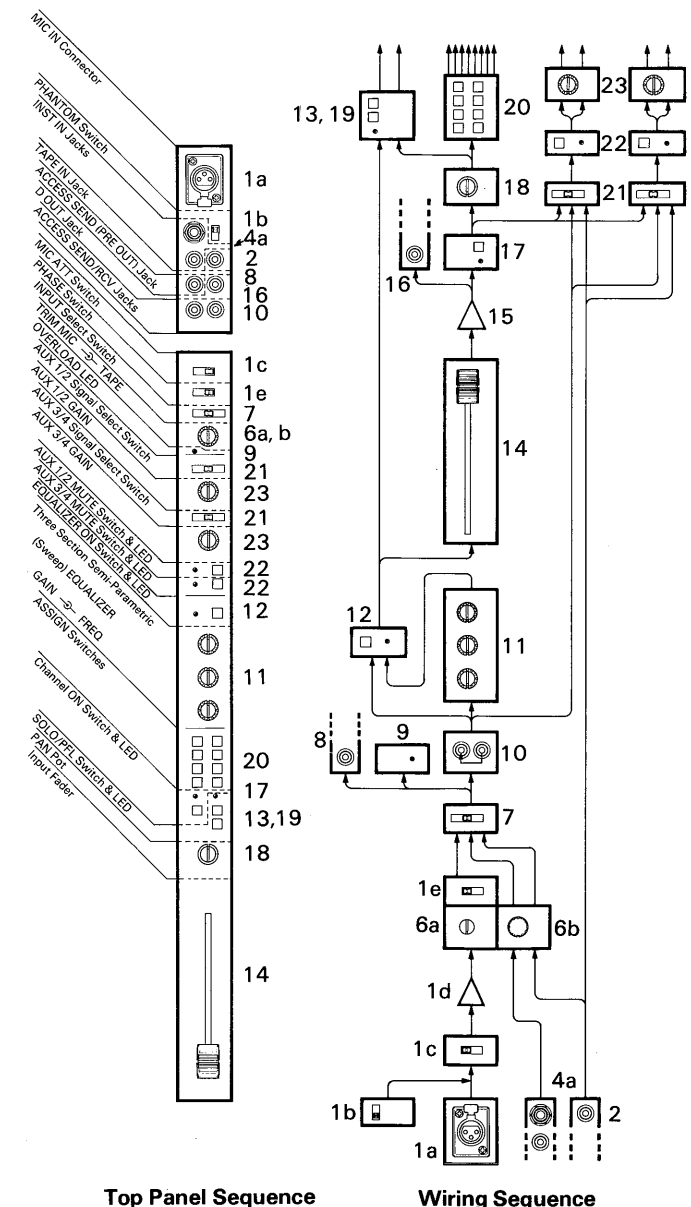 MIC IN Connector
PHANTOM Switch
INST IN Jacks
TAPE IN Jack
ACCESS SEND (PRE OUT) Jack
D OUT Jack
ACCESS SEND/RCV Jacks
MIC ATT Switch
PHASE Switch
INPUT Select Switch
TRIM MIC TAPE
OVERLOAD LED
AUX 1/2 Signal Select Switch
AUX 1/2 GAIN
AUX 3/4 Signal Select Switch
AUX 3/4 GAIN
AUX 1/2 MUTE Switch & LED
AUX 3/4 MUTE Switch & LED
EQUALIZER ON Switch & LED
Three Section Semi-Parametric
(Sweep) EQUALIZER
GAIN FREQ
ASSIGN Switches
Channel ON Switch & LED
SOLO/PFL Switch & LED
PAN Pot
Input Fader
1a
1b
4a
2
8
16
10
1c
1e
7
6a, b
9
21
23
21
23
22
22
12
11
20
17
13,19
18
14
Top Panel Sequence
13, 19
20
23
22
21
18
17
16
15
14
12
11
8
9
10
7
1e
6a
6b
1d
1c
4a
1b
2
1a
Wiring Sequence